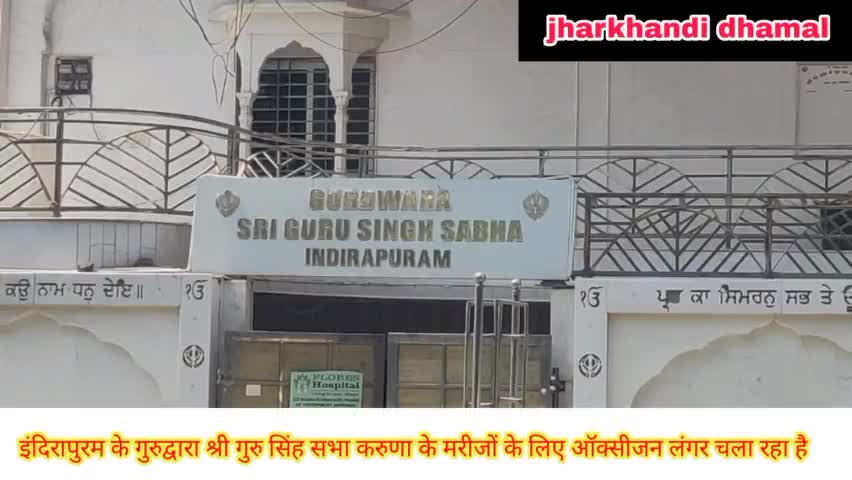 jharkhandi dhamal
GURDWARA
SRI GURU SINGH SABHA
INDIRAPURAM
ਕਉ ਨਾਮ ਧਨੁ ਦੇਇ॥
ੴ
ੴ
ਕਾ ਸਿਮਰਨੁ ਸਭ ਤੇ
FLORES
Hospital
इंदिरापुरम के गुरुद्वारा श्री गुरु सिंह सभा करुणा के मरीजों के लिए ऑक्सीजन लंगर चला रहा है